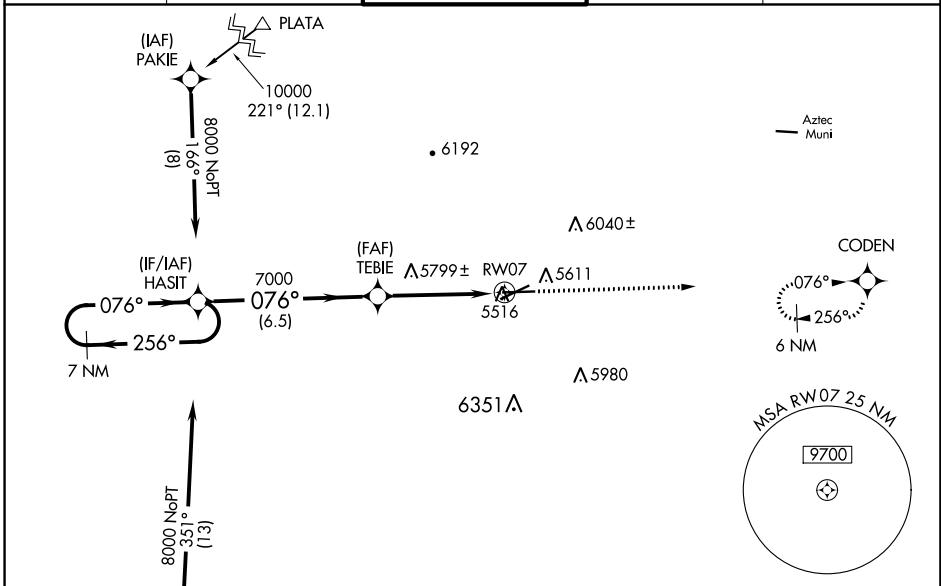 PLATA
(IAF)
PAKIE
10000
221° (12.1)
8000 NoPT
166°
(8)
6192
Aztec
Muni
6040±
(IF/IAF)
HASIT
7000
076°
(6.5)
(FAF)
TEBIE
5799±
RW07
5611
5516
CODEN
076°
256°
6 NM
076°
256°
7 NM
5980
6351
MSA RW07 25 NM
9700
8000 NoPT
351°
(13)